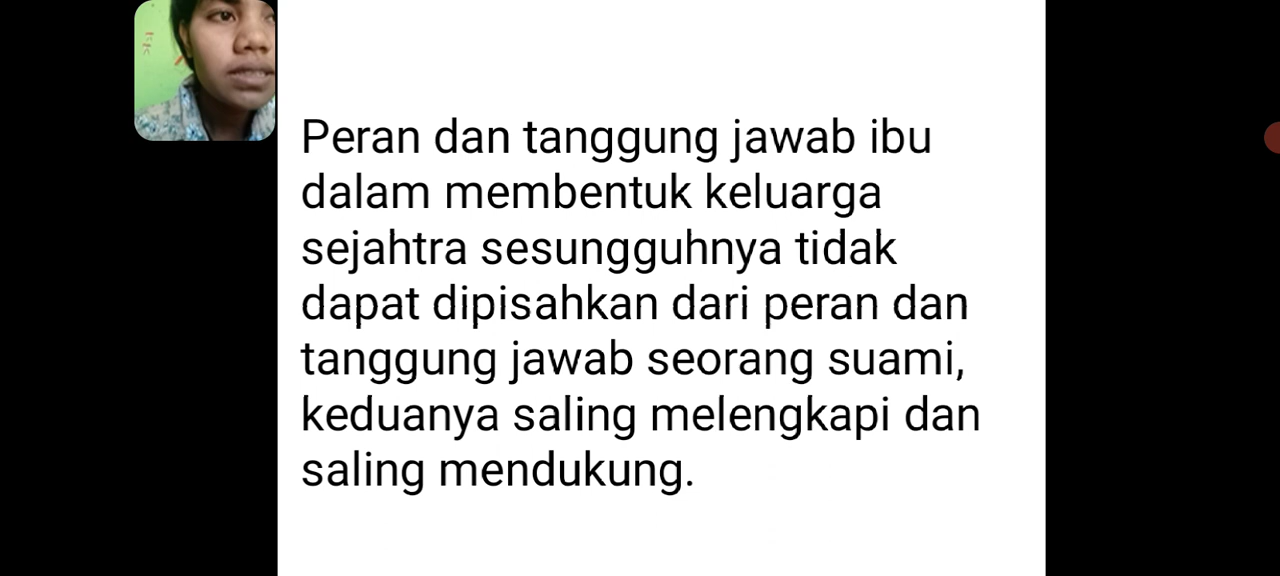 Peran dan tanggung jawab ibu
dalam membentuk keluarga
sejahtra sesungguhnya tidak
dapat dipisahkan dari peran dan
tanggung jawab seorang suami,
keduanya saling melengkapi dan
saling mendukung.